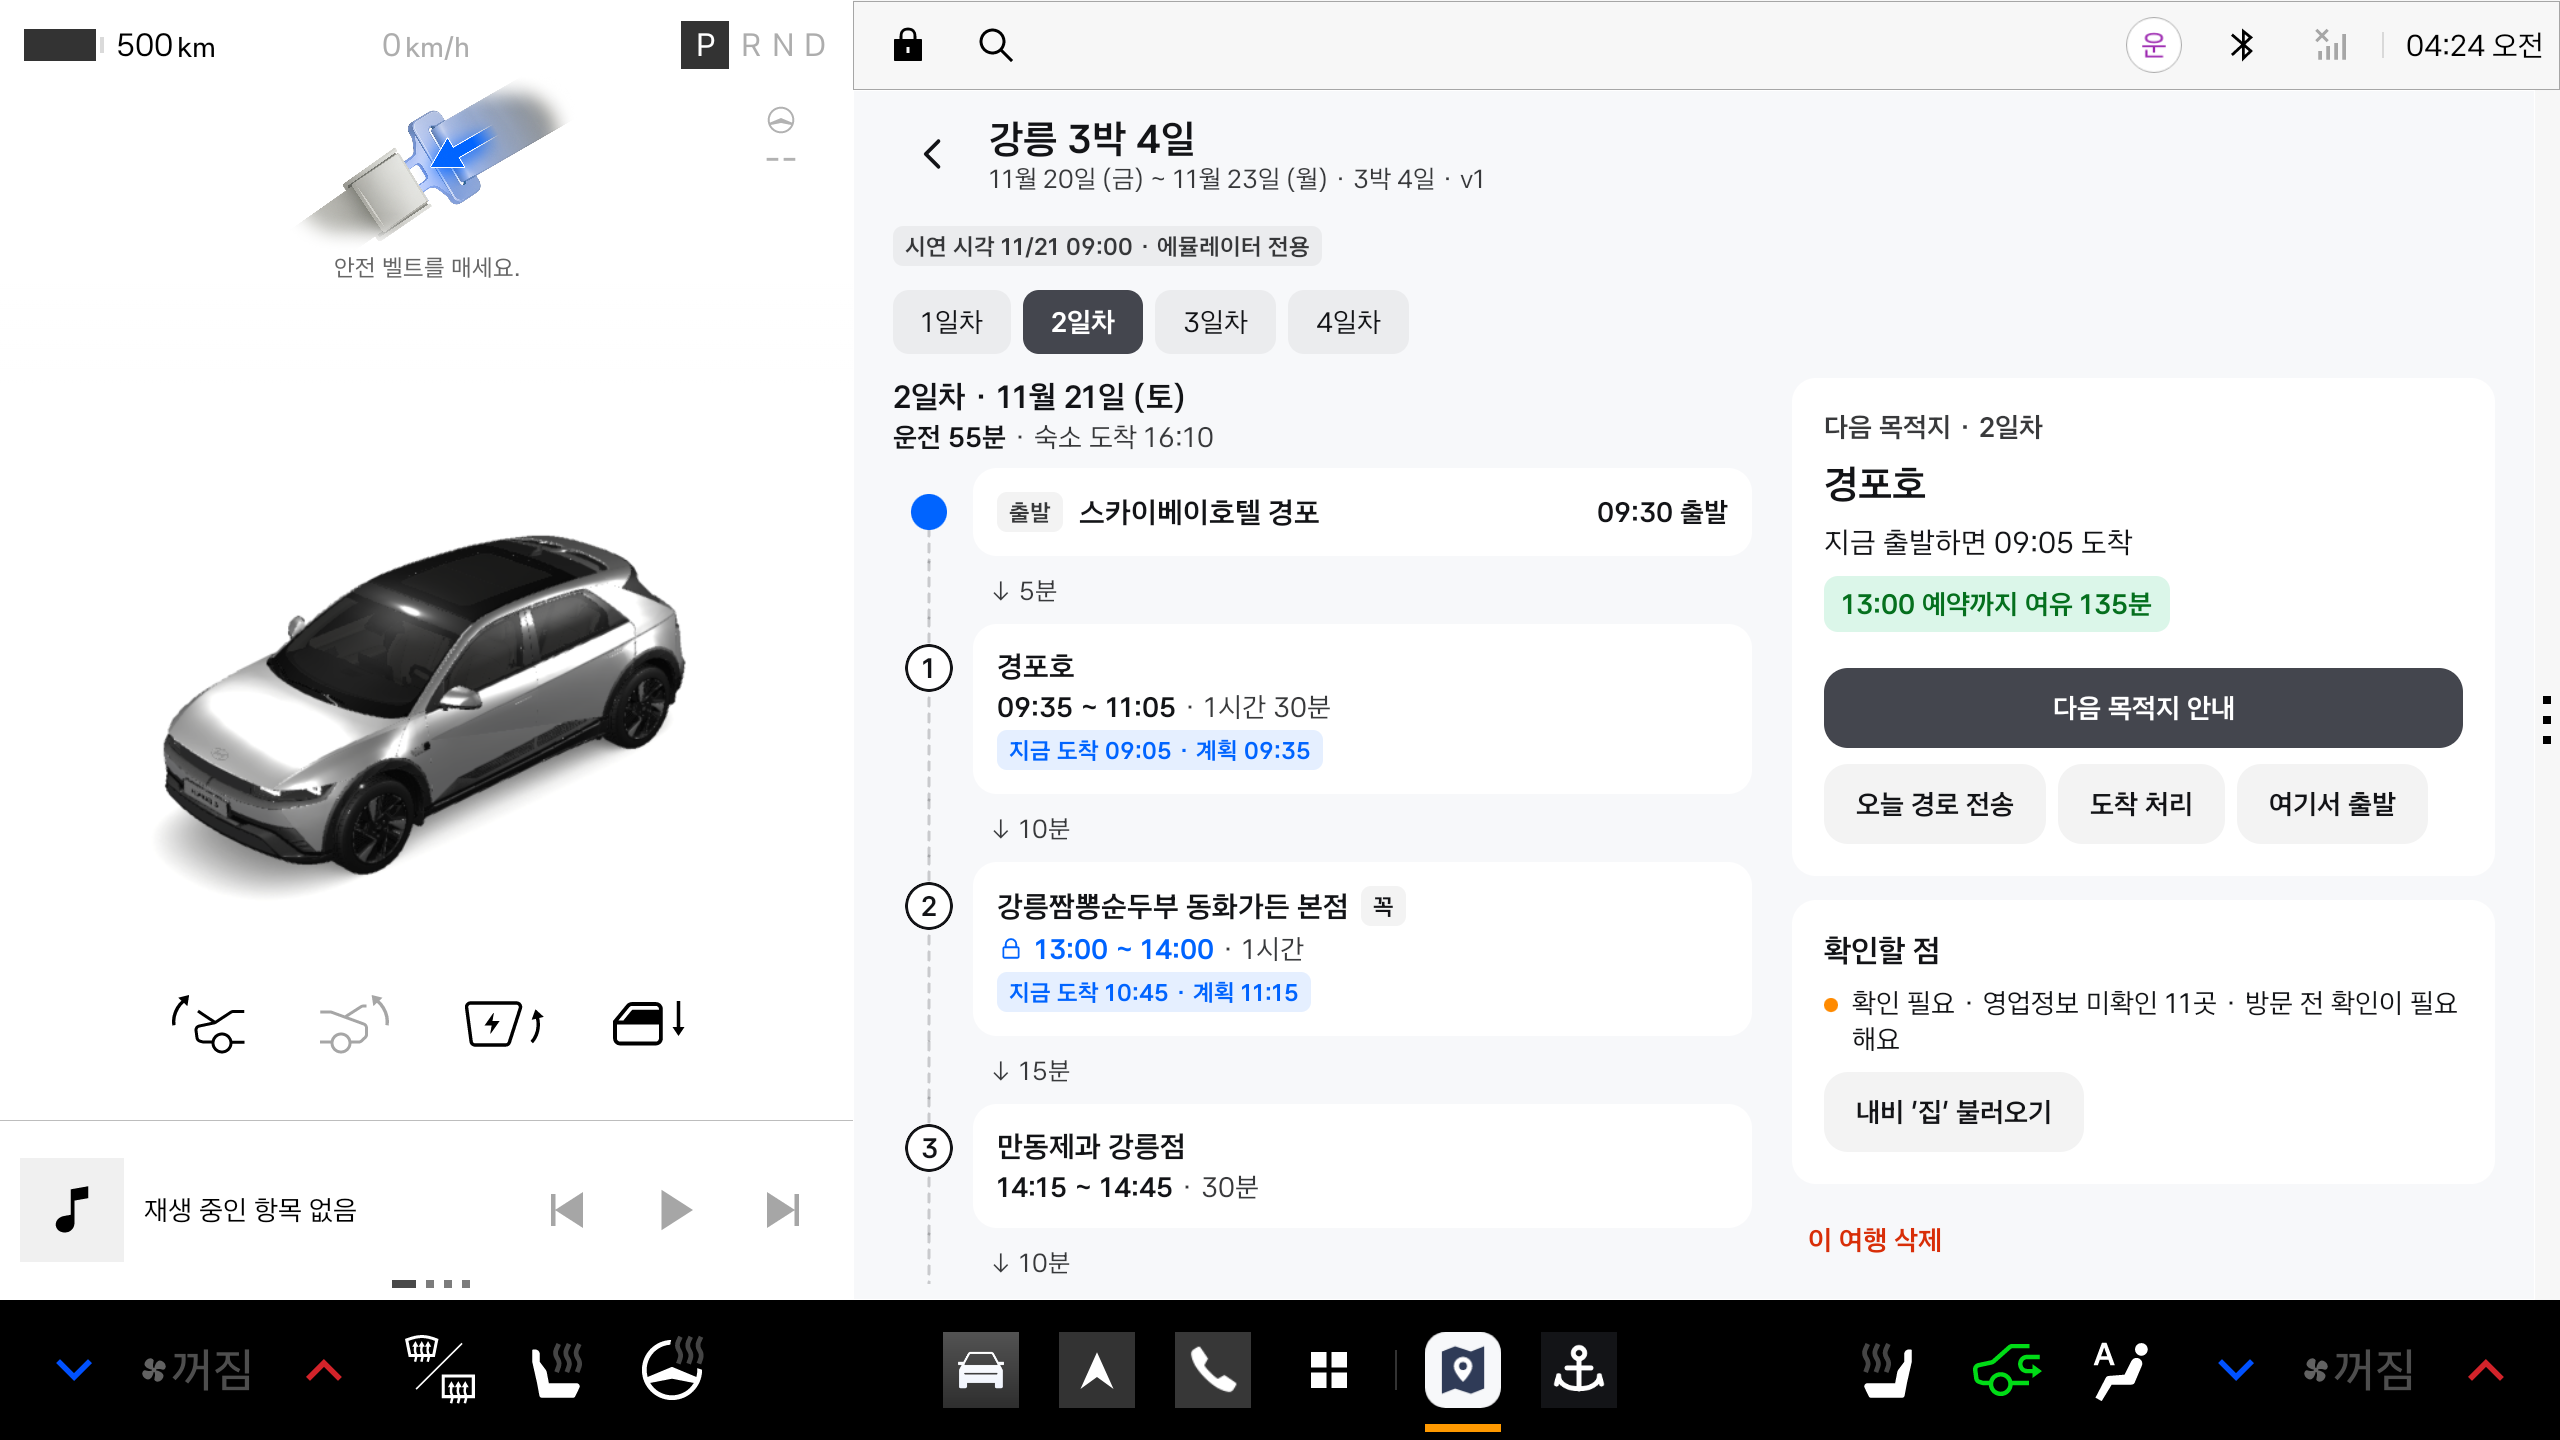 500 km
0 km/h
P R N D
안전 벨트를 매세요.
재생 중인 항목 없음
운
04:24 오전
강릉 3박 4일
11월 20일 (금) ~ 11월 23일 (월) · 3박 4일 · v1
시연 시각 11/21 09:00 · 에뮬레이터 전용
1일차 2일차 3일차 4일차
2일차 · 11월 21일 (토)
운전 55분 · 숙소 도착 16:10
출발 스카이베이호텔 경포 09:30 출발
↓ 5분
1 경포호
09:35 ~ 11:05 · 1시간 30분
지금 도착 09:05 · 계획 09:35
↓ 10분
2 강릉짬뽕순두부 동화가든 본점 꼭
13:00 ~ 14:00 · 1시간
지금 도착 10:45 · 계획 11:15
↓ 15분
3 만동제과 강릉점
14:15 ~ 14:45 · 30분
↓ 10분
다음 목적지 · 2일차
경포호
지금 출발하면 09:05 도착
13:00 예약까지 여유 135분
다음 목적지 안내
오늘 경로 전송 도착 처리 여기서 출발
확인할 점
확인 필요 · 영업정보 미확인 11곳 · 방문 전 확인이 필요
해요
내비 '집' 불러오기
이 여행 삭제
꺼짐
A
꺼짐